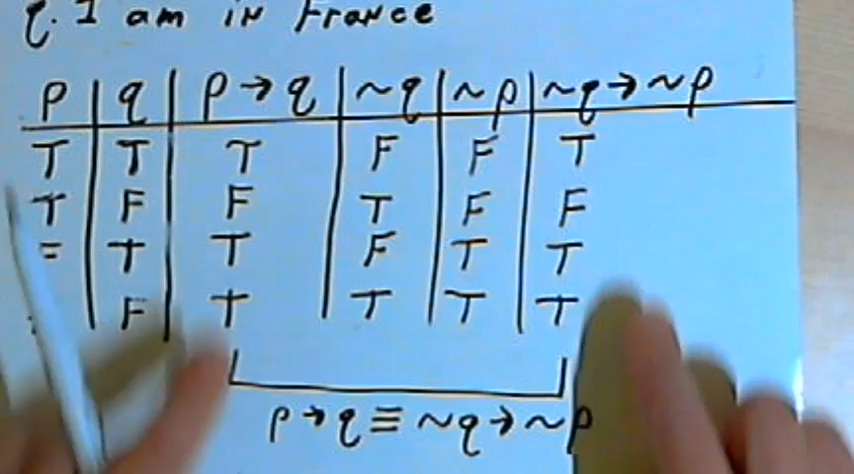 q. I am in France
p q p → q ~q ~p ~q → ~p
T T T F F T
T F F T F F
F T T F T T
F T T T T
p → q ≡ ~q → ~p